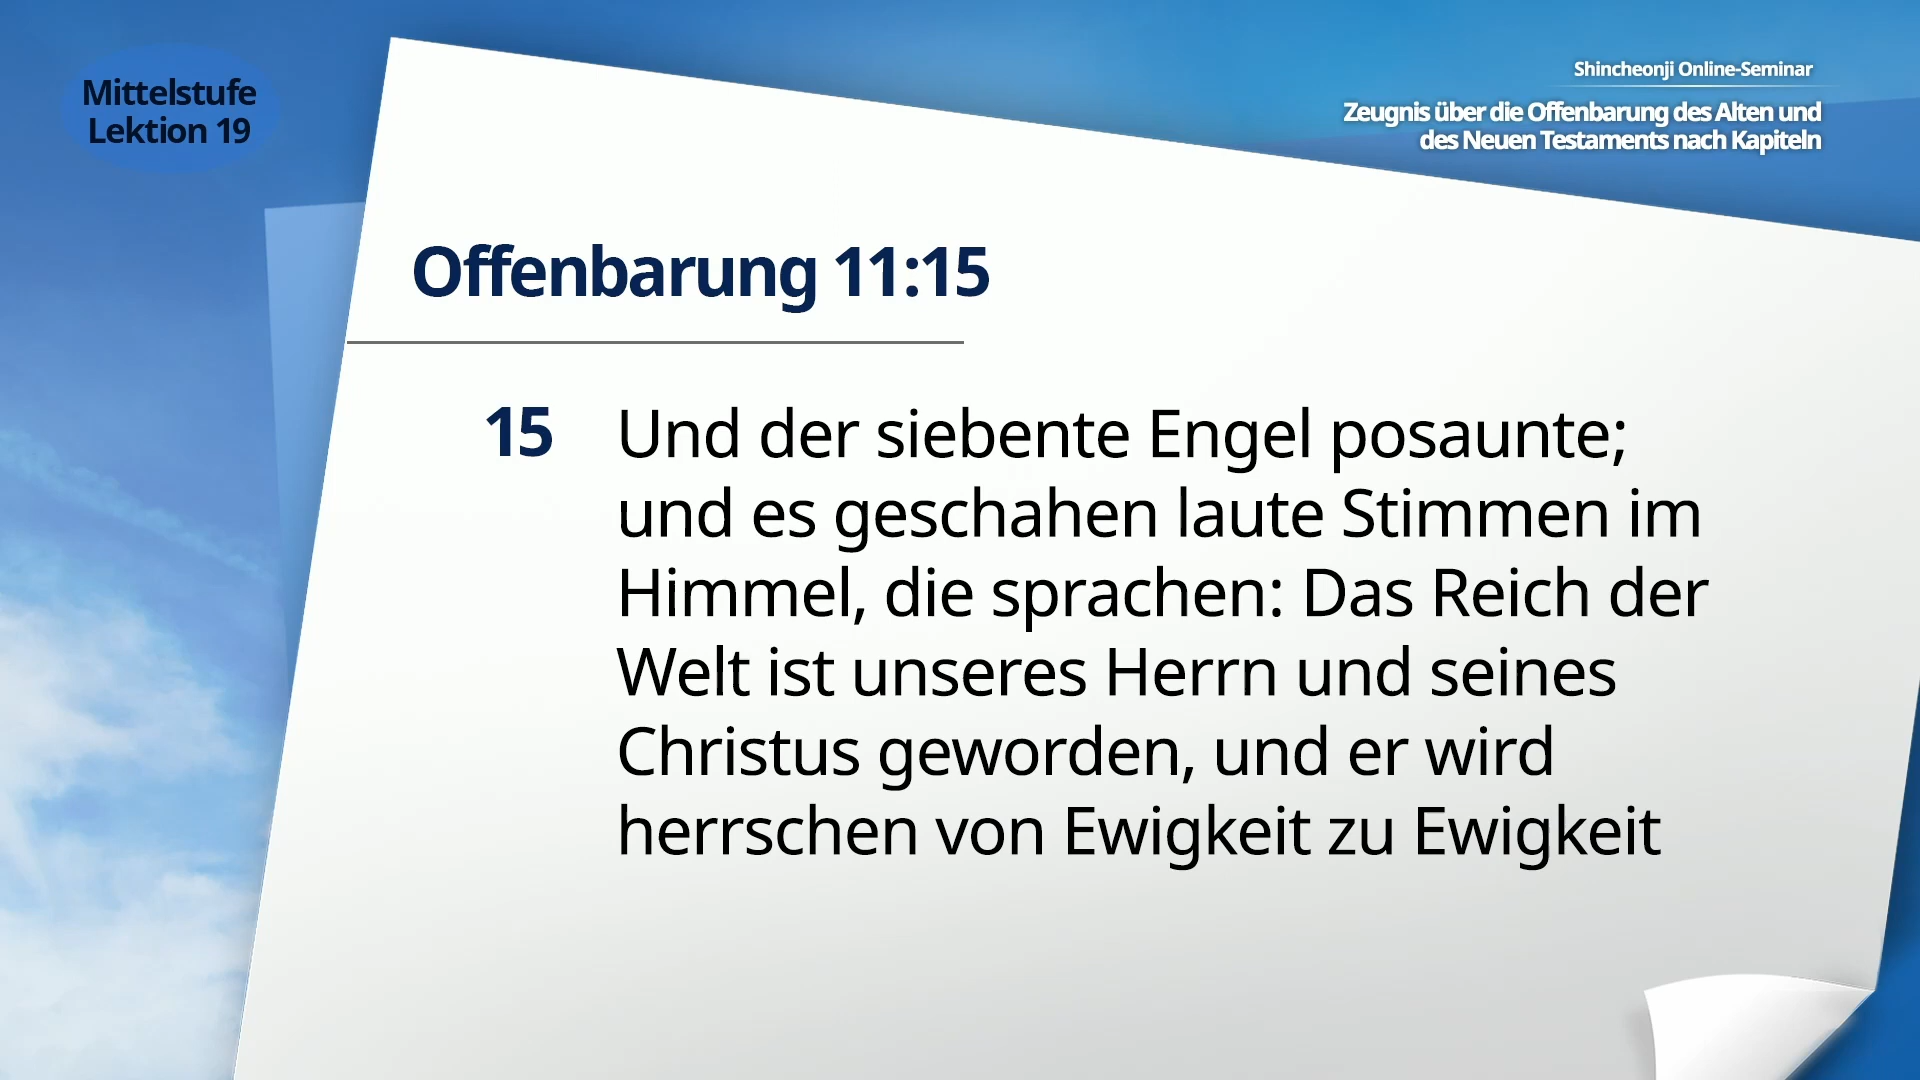 Mittelstufe
Lektion 19
Shincheonji Online-Seminar
Zeugnis über die Offenbarung des Alten und
des Neuen Testaments nach Kapiteln
Offenbarung 11:15
15 Und der siebente Engel posaunte;
und es geschahen laute Stimmen im
Himmel, die sprachen: Das Reich der
Welt ist unseres Herrn und seines
Christus geworden, und er wird
herrschen von Ewigkeit zu Ewigkeit